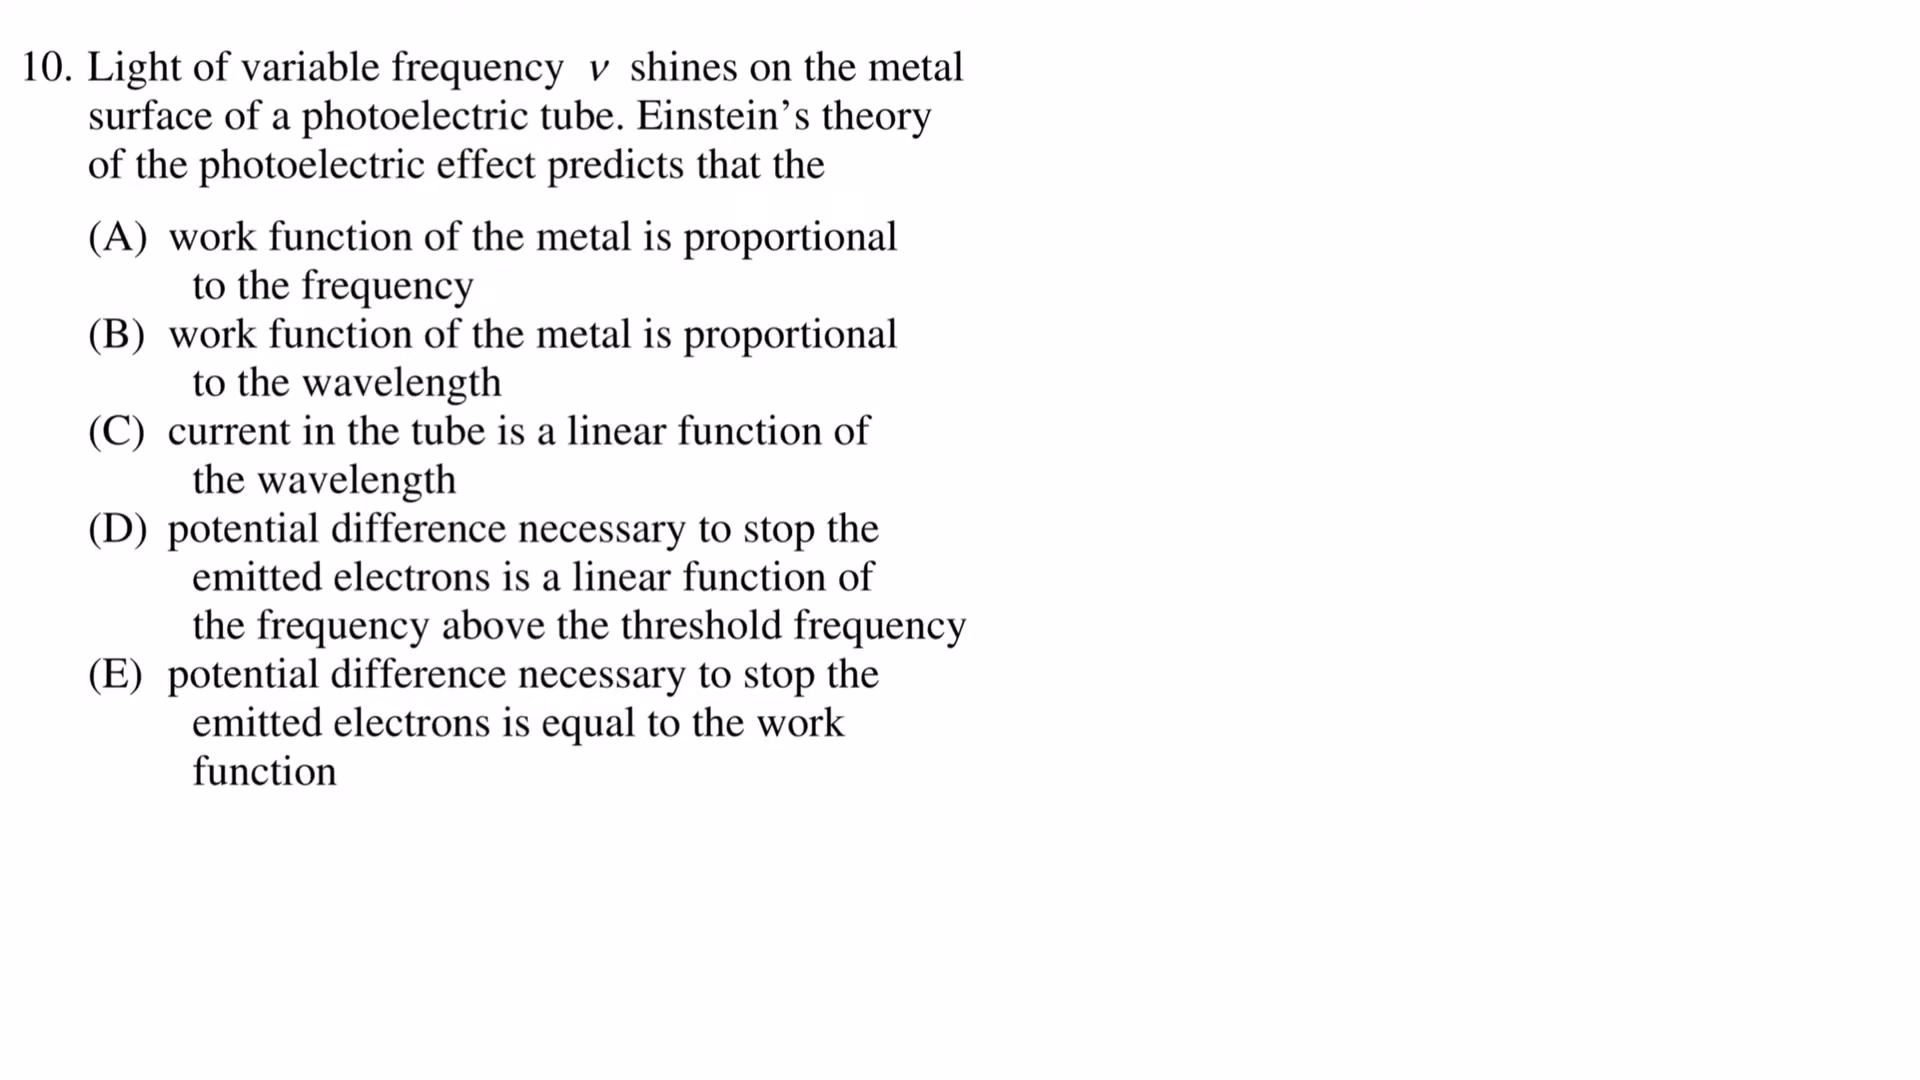 10. Light of variable frequency ν shines on the metal
surface of a photoelectric tube. Einstein's theory
of the photoelectric effect predicts that the
(A) work function of the metal is proportional
to the frequency
(B) work function of the metal is proportional
to the wavelength
(C) current in the tube is a linear function of
the wavelength
(D) potential difference necessary to stop the
emitted electrons is a linear function of
the frequency above the threshold frequency
(E) potential difference necessary to stop the
emitted electrons is equal to the work
function